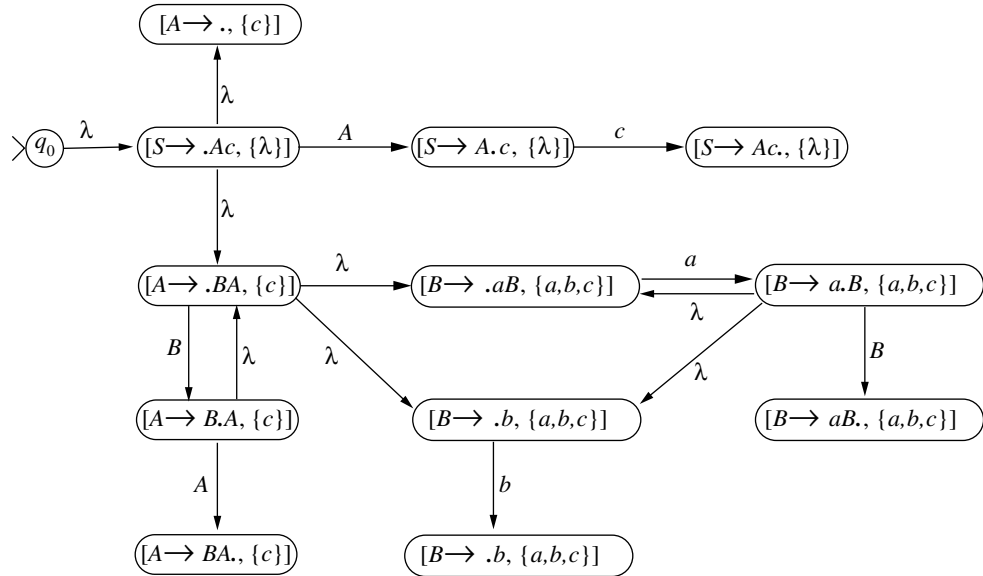 [A→ ., {c}]
λ
q₀ λ [S→ .Ac, {λ}] A [S→ A.c, {λ}] c [S→ Ac., {λ}]
λ
[A→ .BA, {c}] λ [B→ .aB, {a,b,c}] a [B→ a.B, {a,b,c}]
λ
B λ λ λ B
[A→ B.A, {c}] [B→ .b, {a,b,c}] [B→ aB., {a,b,c}]
A b
[A→ BA., {c}] [B→ .b, {a,b,c}]